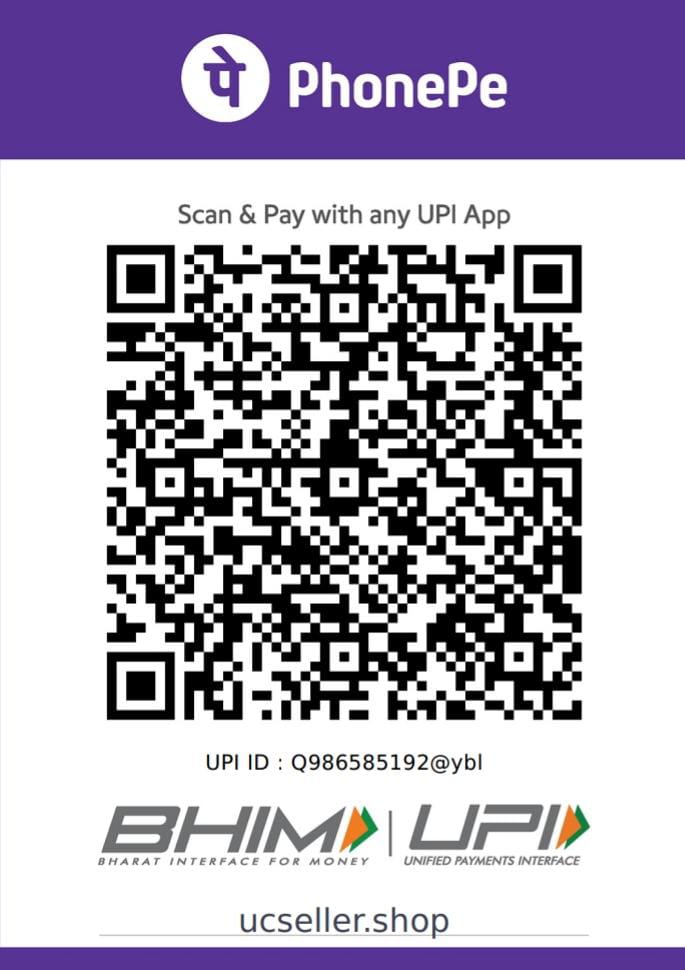 पे PhonePe
Scan & Pay with any UPI App
UPI ID : Q986585192@ybl
BHIM | UPI
BHARAT INTERFACE FOR MONEY UNIFIED PAYMENTS INTERFACE
ucseller.shop